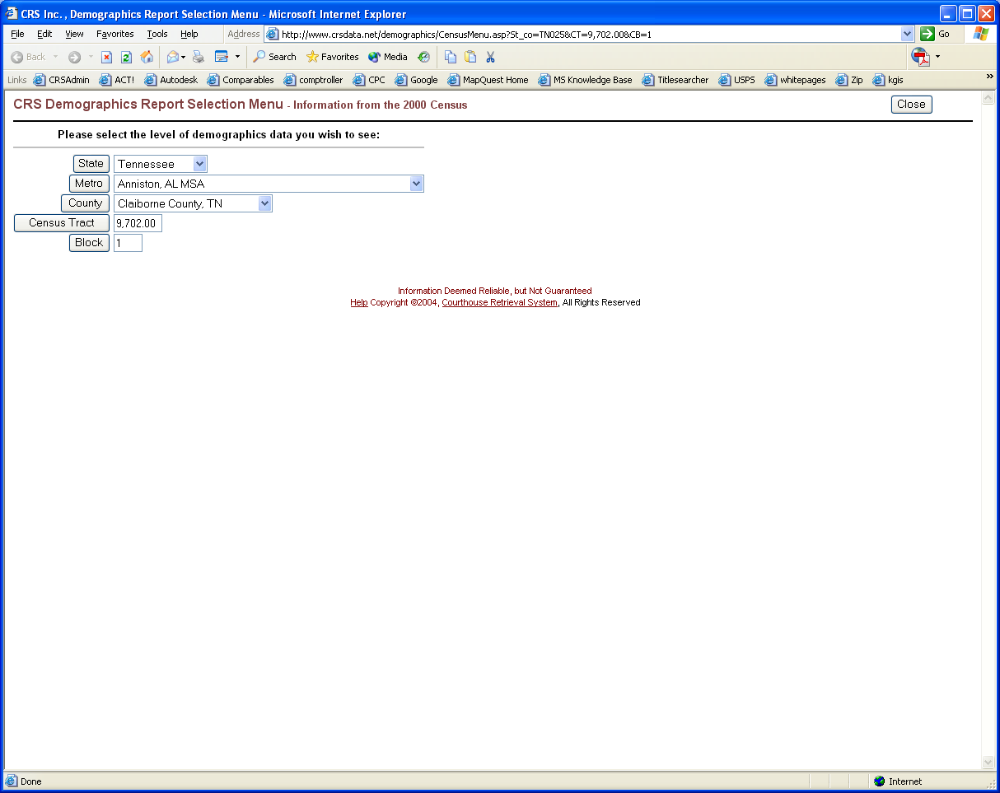 CRS Inc. , Demographics Report Selection Menu - Microsoft Internet Explorer
File Edit View Favorites Tools Help Address http://www.crsdata.net/demographics/CensusMenu.asp?St_co=TN025&CT=9,702.00&CB=1 Go
Back Search Favorites Media
Links CRSAdmin ACT! Autodesk Comparables comptroller CPC Google MapQuest Home MS Knowledge Base Titlesearcher USPS whitepages Zip kgis »
CRS Demographics Report Selection Menu - Information from the 2000 Census Close
Please select the level of demographics data you wish to see:
State Tennessee
Metro Anniston, AL MSA
County Claiborne County, TN
Census Tract 9,702.00
Block 1
Information Deemed Reliable, but Not Guaranteed
Help Copyright ©2004, Courthouse Retrieval System, All Rights Reserved
Done Internet